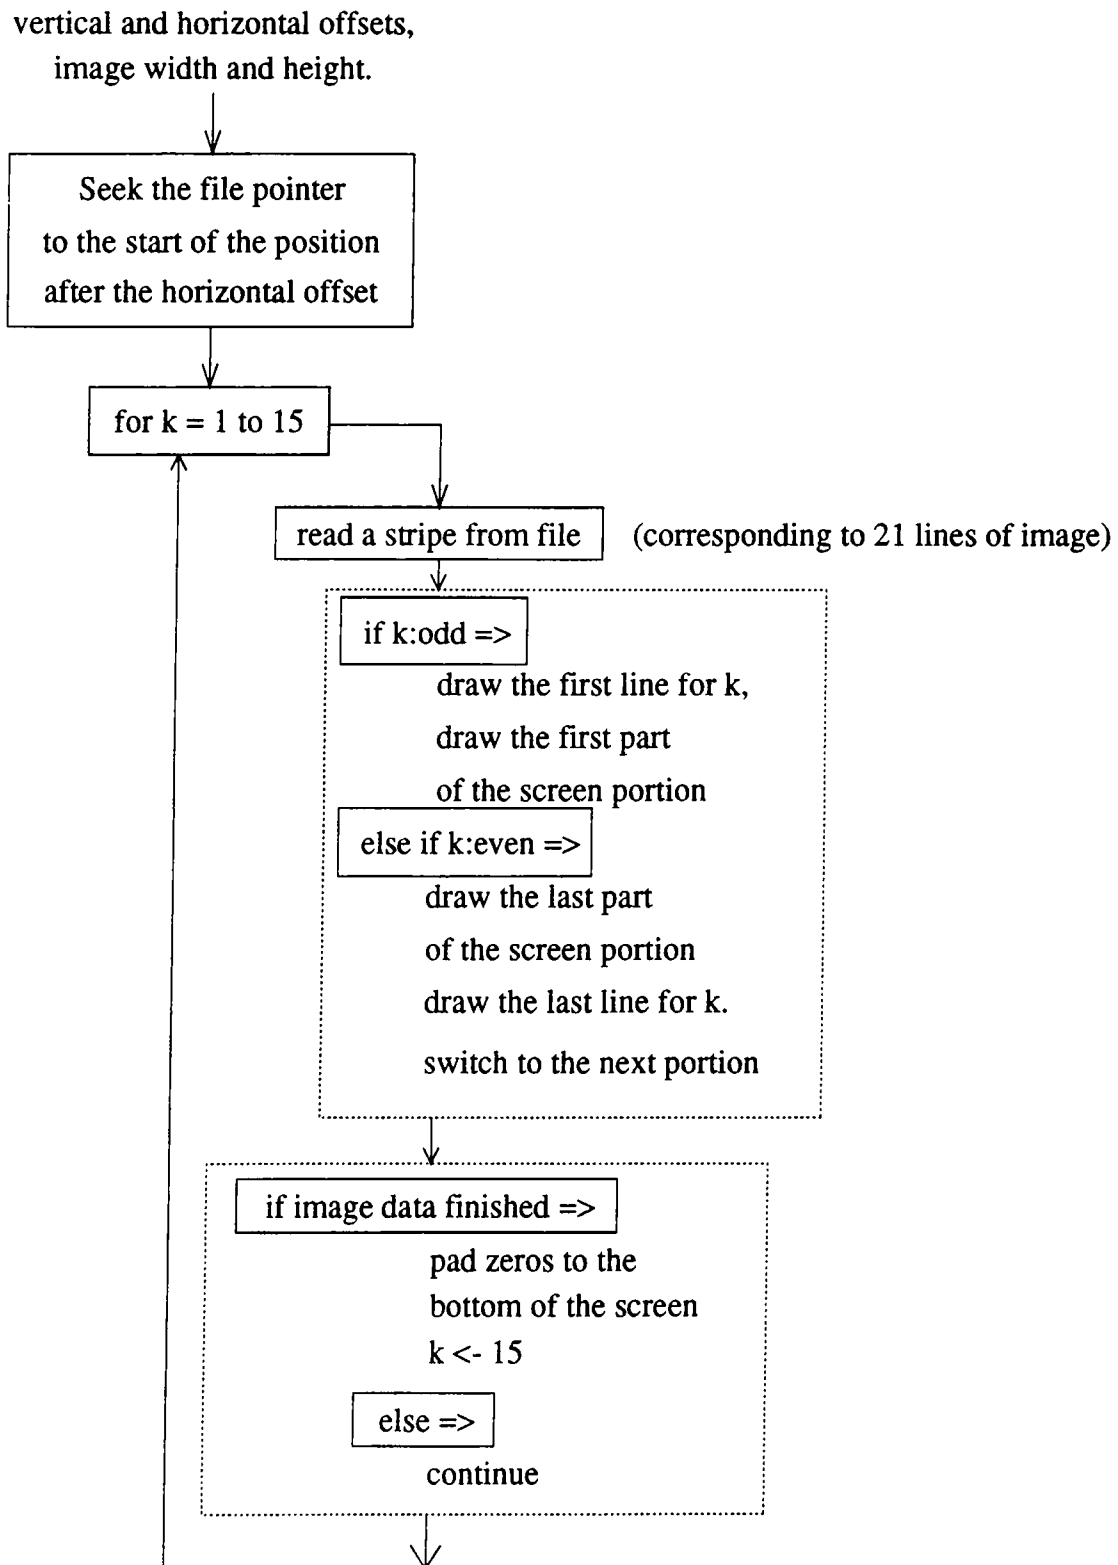 vertical and horizontal offsets,
image width and height.
Seek the file pointer
to the start of the position
after the horizontal offset
for k = 1 to 15
read a stripe from file (corresponding to 21 lines of image)
if k:odd =>
draw the first line for k,
draw the first part
of the screen portion
else if k:even =>
draw the last part
of the screen portion
draw the last line for k.
switch to the next portion
if image data finished =>
pad zeros to the
bottom of the screen
k <- 15
else =>
continue